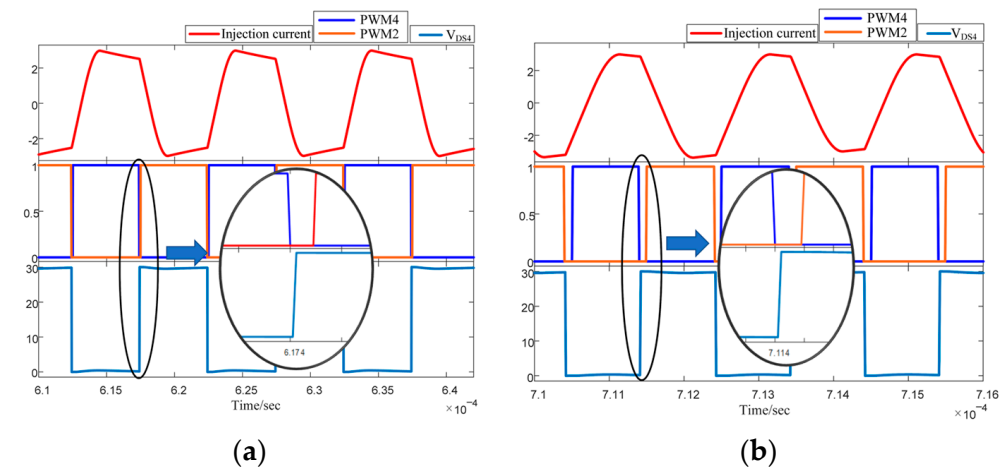 (a)
PWM4
Injection current PWM2 V_DS4
2
0
-2
1
0.5
0
30
20
10
0
6.174
6.1 6.15 6.2 6.25 6.3 6.35 6.4
Time/sec ×10⁻⁴
(a)
(b)
PWM4
Injection current PWM2 V_DS4
2
0
-2
1
0.5
0
30
20
10
0
7.114
7.1 7.11 7.12 7.13 7.14 7.15 7.16
Time/sec ×10⁻⁴
(b)